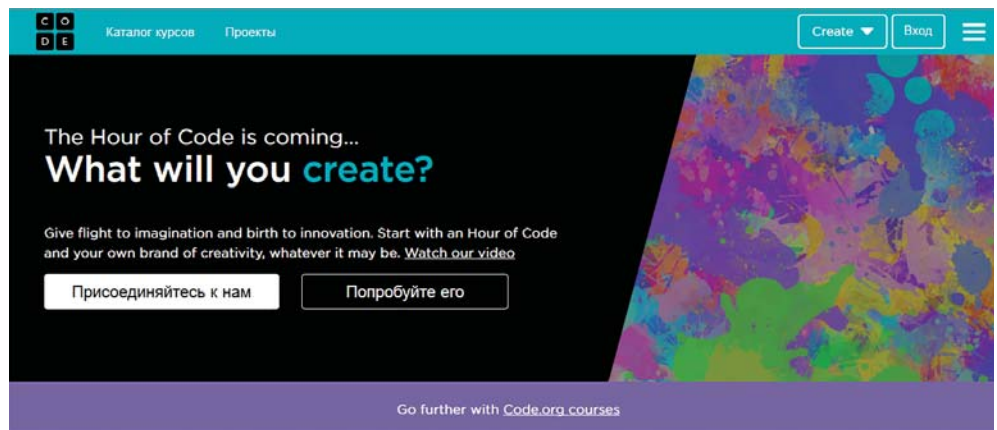 C O
D E
Каталог курсов
Проекты
Create
Вход
The Hour of Code is coming...
What will you create?
Give flight to imagination and birth to innovation. Start with an Hour of Code
and your own brand of creativity, whatever it may be. Watch our video
Присоединяйтесь к нам
Попробуйте его
Go further with Code.org courses